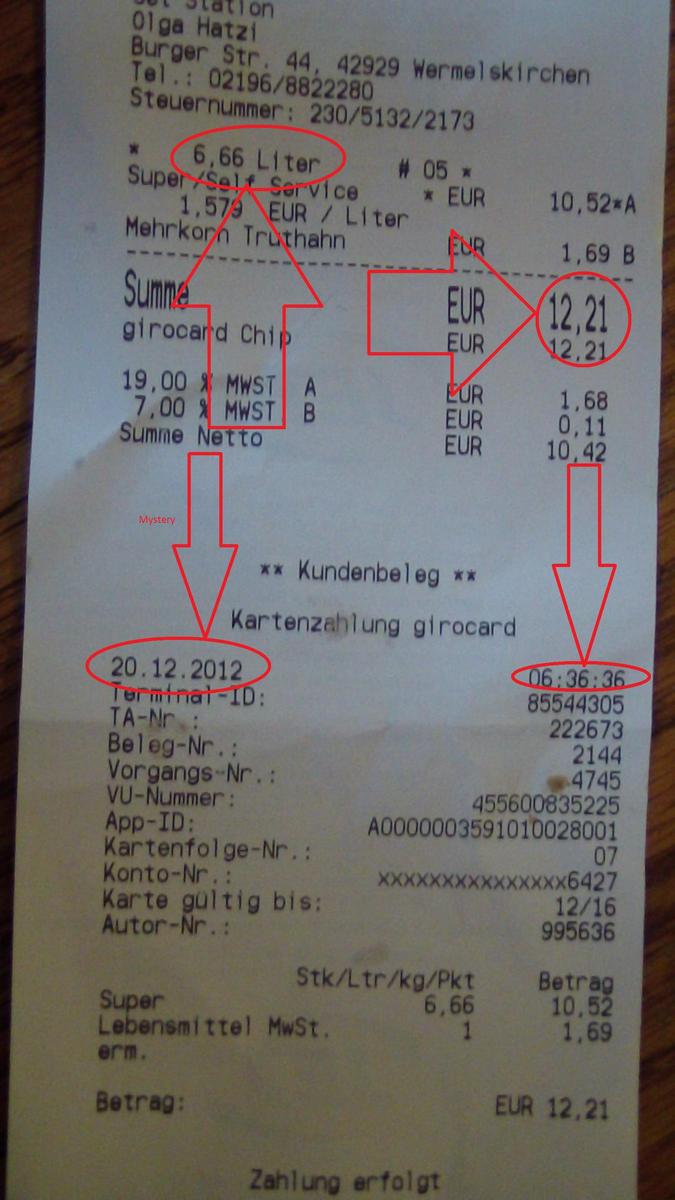 Station
Olga Hatzi
Burger Str. 44, 42929 Wermelskirchen
Tel.: 02196/8822280
Steuernummer: 230/5132/2173
* 6,66 Liter # 05 *
Super/Self Service * EUR 10,52*A
1,579 EUR / Liter
Mehrkorn Truthahn EUR 1,69 B
Summe EUR 12,21
girocard Chip EUR 12,21
19,00 % MWST A EUR 1,68
7,00 % MWST B EUR 0,11
Summe Netto EUR 10,42
Mystery
** Kundenbeleg **
Kartenzahlung girocard
20.12.2012 06:36:36
Terminal-ID: 85544305
TA-Nr.: 222673
Beleg-Nr.: 2144
Vorgangs-Nr.: 4745
VU-Nummer: 455600835225
App-ID: A0000003591010028001
Kartenfolge-Nr.: 07
Konto-Nr.: xxxxxxxxxxxxxxx6427
Karte gültig bis: 12/16
Autor-Nr.: 995636
Stk/Ltr/kg/Pkt Betrag
Super 6,66 10,52
Lebensmittel MwSt. 1 1,69
erm.
Betrag: EUR 12,21
Zahlung erfolgt